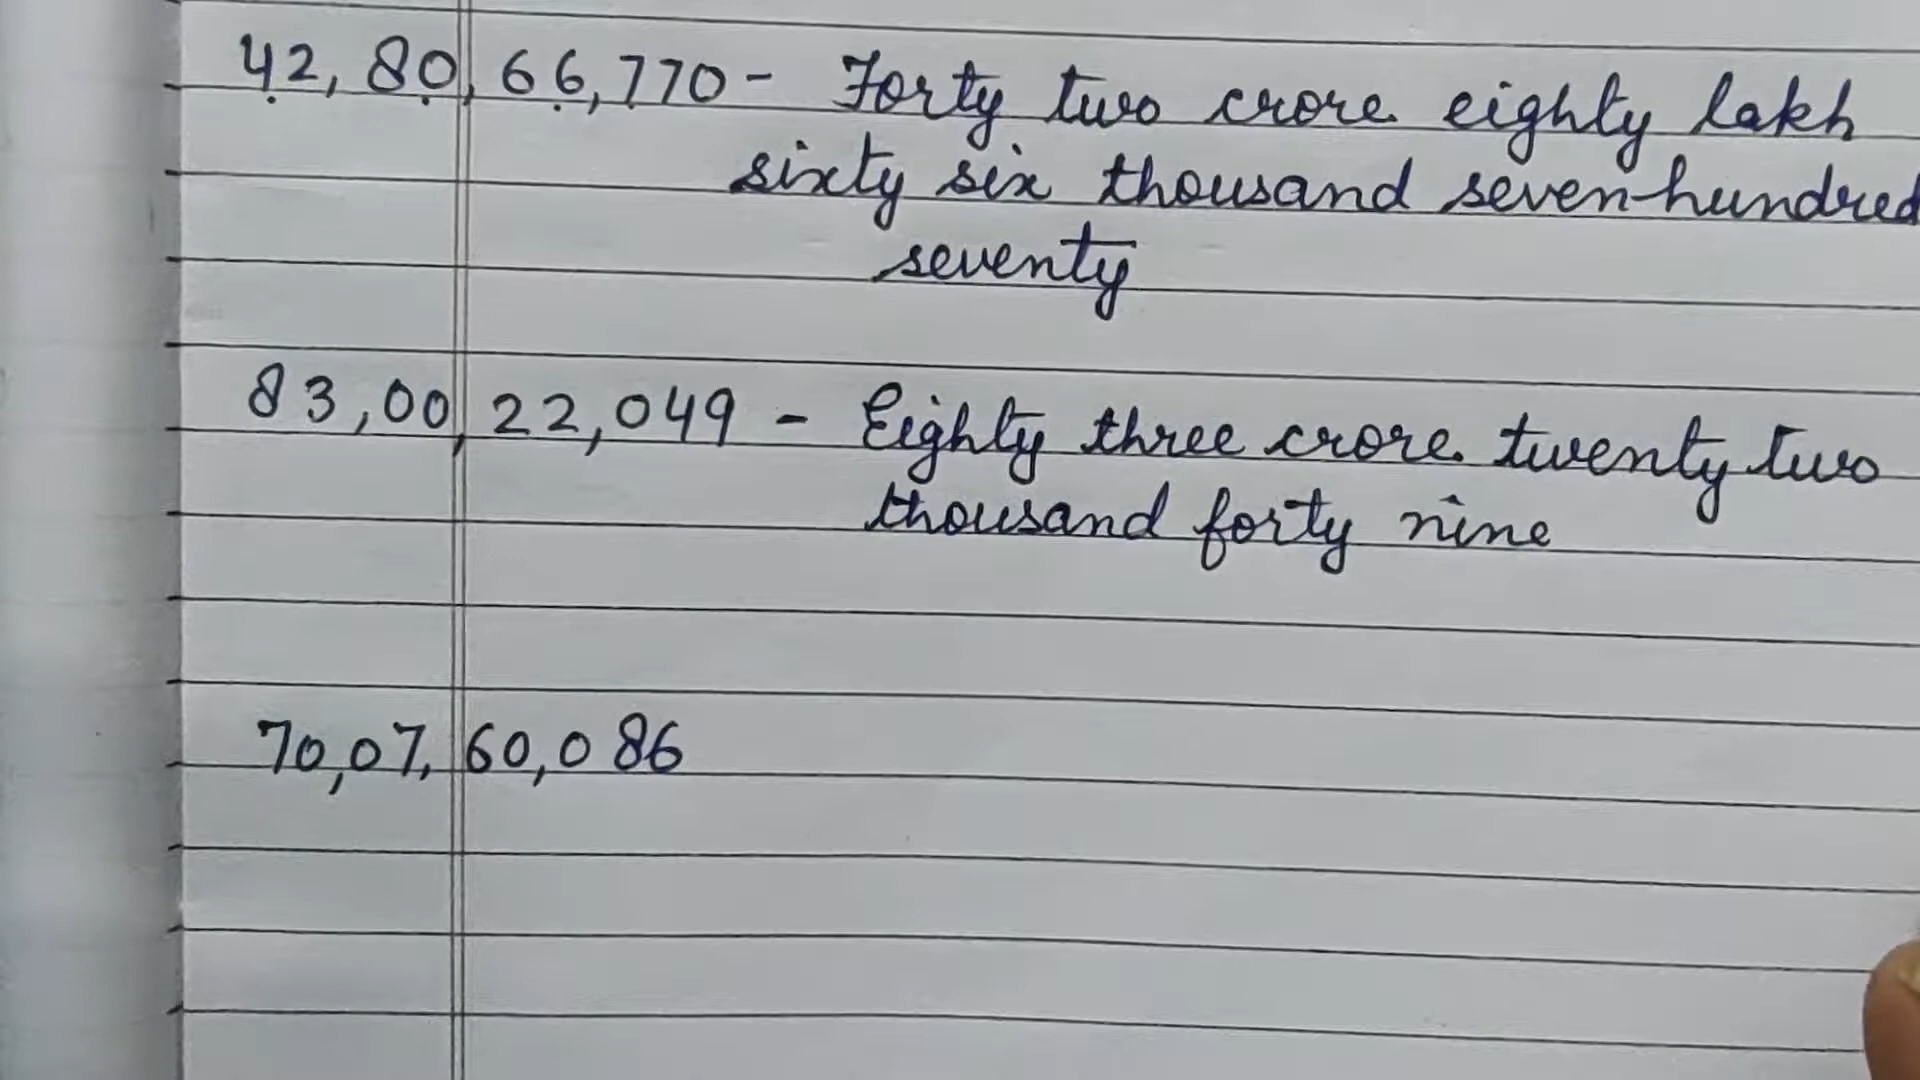 42,80,66,770 - Forty two crore eighty lakh
sixty six thousand seven hundred
seventy
83,00,22,049 - Eighty three crore twenty two
thousand forty nine
70,07,60,086